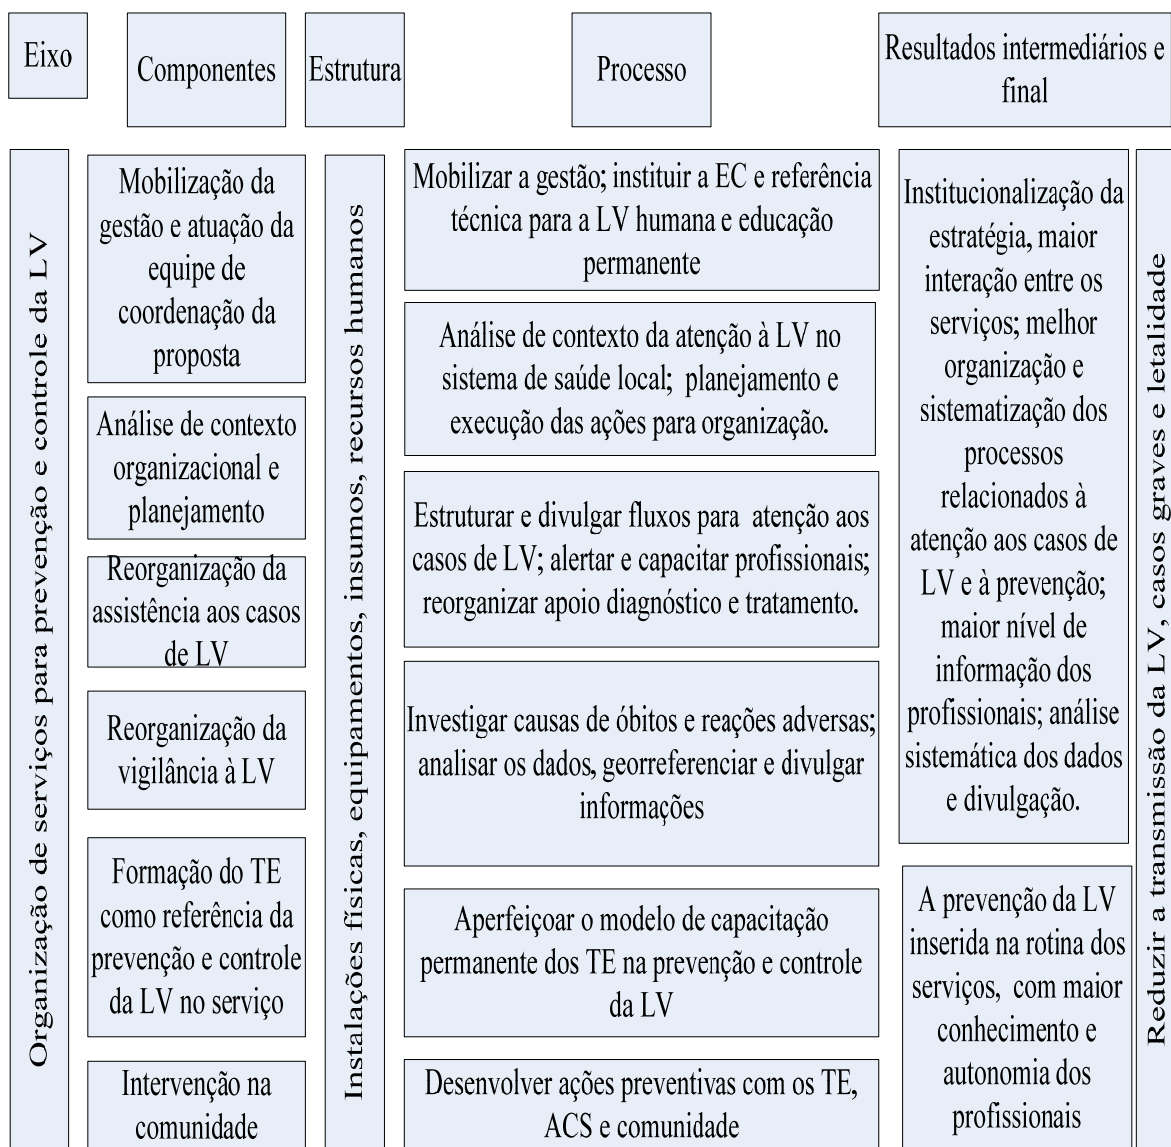 Eixo
Componentes
Estrutura
Processo
Resultados intermediários e
final
Organização de serviços para prevenção e controle da LV
Mobilização da
gestão e atuação da
equipe de
coordenação da
proposta
Análise de contexto
organizacional e
planejamento
Reorganização da
assistência aos casos
de LV
Reorganização da
vigilância à LV
Formação do TE
como referência da
prevenção e controle
da LV no serviço
Intervenção na
comunidade
Instalações físicas, equipamentos, insumos, recursos humanos
Mobilizar a gestão; instituir a EC e referência
técnica para a LV humana e educação
permanente
Análise de contexto da atenção à LV no
sistema de saúde local; planejamento e
execução das ações para organização.
Estruturar e divulgar fluxos para atenção aos
casos de LV; alertar e capacitar profissionais;
reorganizar apoio diagnóstico e tratamento.
Investigar causas de óbitos e reações adversas;
analisar os dados, georreferenciar e divulgar
informações
Aperfeiçoar o modelo de capacitação
permanente dos TE na prevenção e controle
da LV
Desenvolver ações preventivas com os TE,
ACS e comunidade
Institucionalização da
estratégia, maior
interação entre os
serviços; melhor
organização e
sistematização dos
processos
relacionados à
atenção aos casos de
LV e à prevenção;
maior nível de
informação dos
profissionais; análise
sistemática dos dados
e divulgação.
A prevenção da LV
inserida na rotina dos
serviços, com maior
conhecimento e
autonomia dos
profissionais
Reduzir a transmissão da LV, casos graves e letalidade